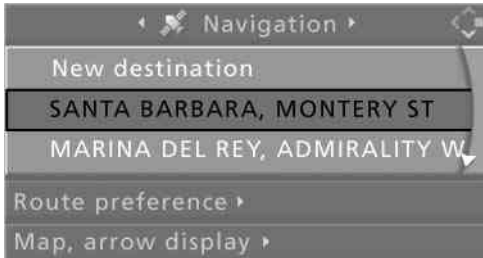 Navigation
New destination
SANTA BARBARA, MONTERY ST
MARINA DEL REY, ADMIRALITY W
Route preference
Map, arrow display